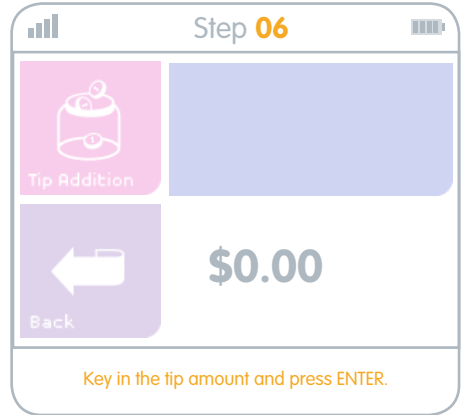 Step 06
Tip Addition
$0.00
Back
Key in the tip amount and press ENTER.